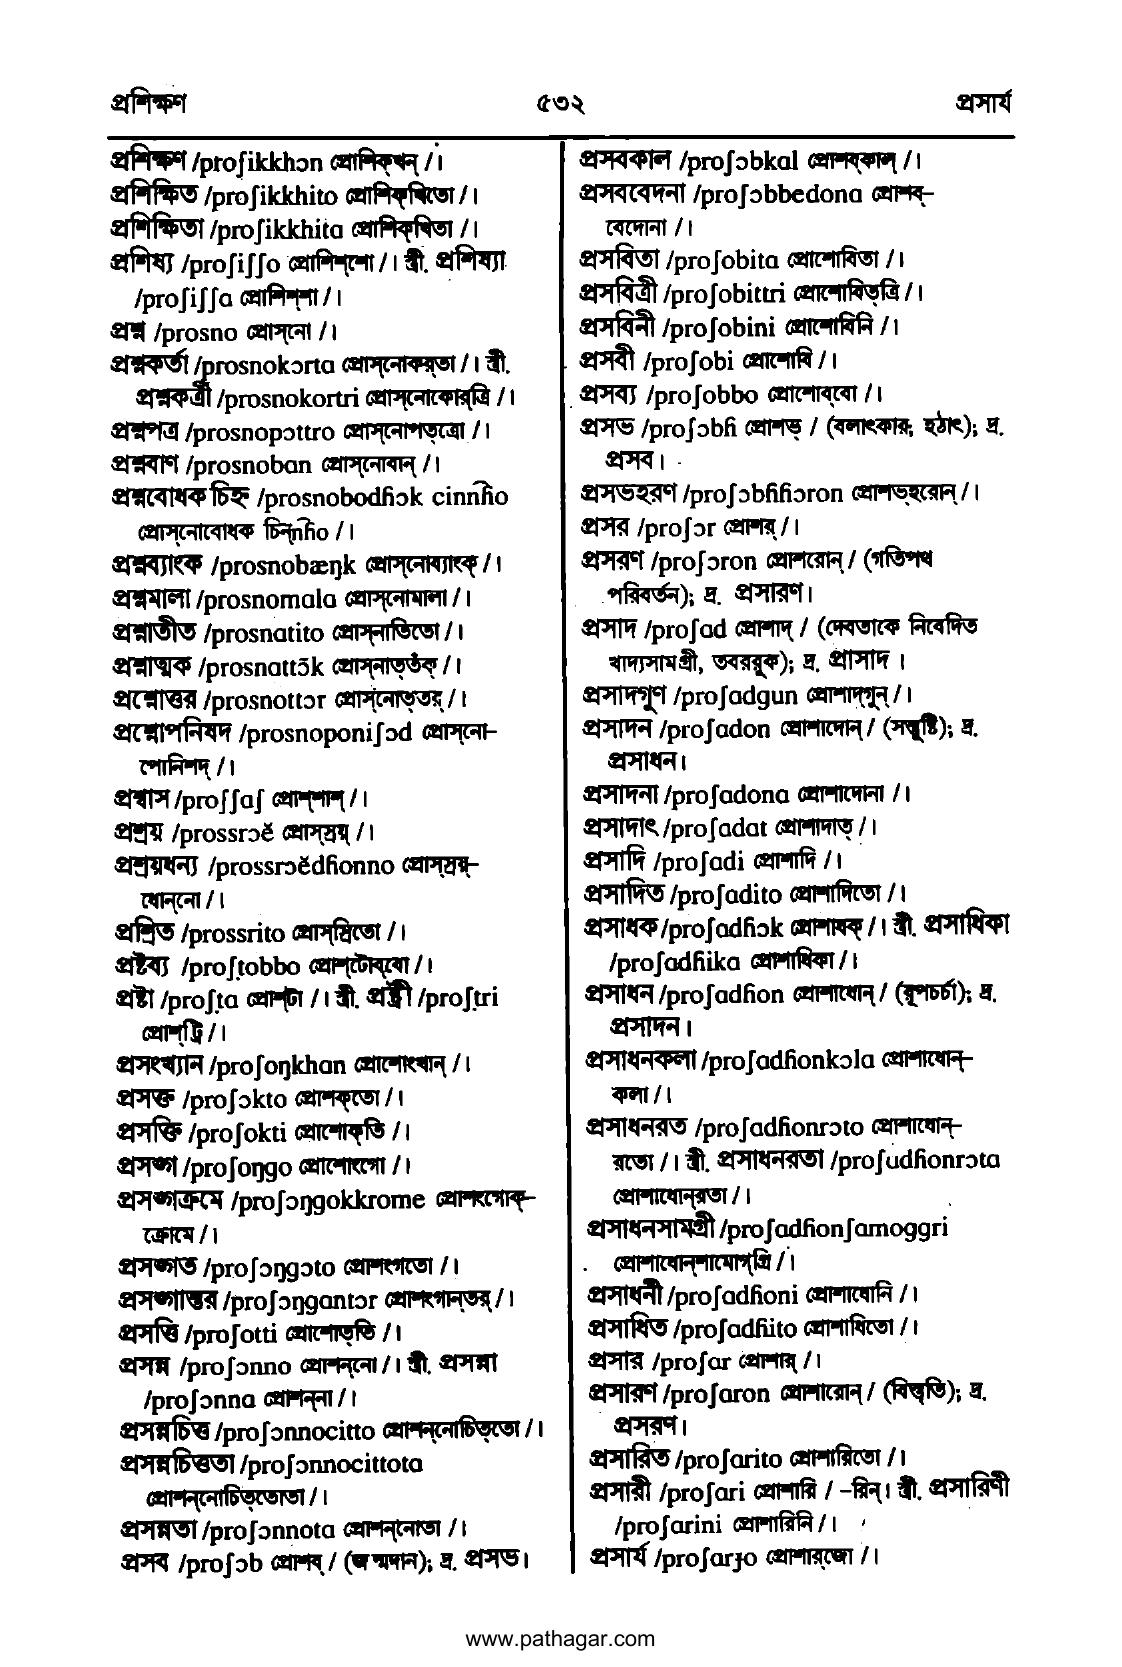 প্রশিক্ষণ ৫৩২ প্রসার্য
প্রশিক্ষণ /proʃikkhɔn প্রোশিক্‌খন্‌ /।
প্রশিক্ষিত /proʃikkhito প্রোশিক্‌খিতো /।
প্রশিক্ষিতা /proʃikkhita প্রোশিক্‌খিতা /।
প্রশিষ্য /proʃiʃʃo প্রোশিশ্‌শো /। স্ত্রী. প্রশিষ্যা
/proʃiʃʃa প্রোশিশ্‌শা /।
প্রশ্ন /prosno প্রোস্‌নো /।
প্রশ্নকর্তা /prosnokɔrta প্রোস্‌নোকর্‌তা /। স্ত্রী.
প্রশ্নকর্ত্রী /prosnokortri প্রোস্‌নোকোর্‌ত্রি /।
প্রশ্নপত্র /prosnopɔttro প্রোস্‌নোপত্‌ত্রো /।
প্রশ্নবাণ /prosnoban প্রোস্‌নোবান্‌ /।
প্রশ্নবোধক চিহ্ন /prosnobodɦɔk cinnɦo
প্রোস্‌নোবোধক চিন্‌nɦo /।
প্রশ্নব্যাংক /prosnobæŋk প্রোস্‌নোব্যাংক্‌ /।
প্রশ্নমালা /prosnomala প্রোস্‌নোমালা /।
প্রশ্নাতীত /prosnatito প্রোস্‌নাতিতো /।
প্রশ্নাত্মক /prosnattɔ̃k প্রোস্‌নাত্‌তঁক্‌ /।
প্রশ্নোত্তর /prosnottɔr প্রোস্‌নোত্‌তর্‌ /।
প্রশ্নোপনিষদ /prosnoponiʃɔd প্রোস্‌নো–
পোনিশদ্‌ /।
প্রশ্বাস /proʃʃaʃ প্রোশ্‌শাশ্‌ /।
প্রশ্রয় /prossrɔĕ প্রোস্‌স্রয়্‌ /।
প্রশ্রয়ধন্য /prossrɔĕdɦonno প্রোস্‌স্রয়্‌–
ধোন্‌নো /।
প্রশ্রিত /prossrito প্রোস্‌স্রিতো /।
প্রষ্টব্য /proʃṭobbo প্রোশ্‌টোব্‌বো /।
প্রষ্টা /proʃṭa প্রোশ্‌টা /। স্ত্রী. প্রষ্ট্রী /proʃṭri
প্রোশ্‌ট্রি /।
প্রসংখ্যান /proʃoŋkhan প্রোশোংখান্‌ /।
প্রসক্ত /proʃɔkto প্রোশক্‌তো /।
প্রসক্তি /proʃokti প্রোশোক্‌তি /।
প্রসঙ্গ /proʃoŋgo প্রোশোংগো /।
প্রসঙ্গক্রমে /proʃɔŋgokkrome প্রোশংগোক্‌–
ক্রোমে /।
প্রসঙ্গত /proʃɔŋgɔto প্রোশংগতো /।
প্রসঙ্গান্তর /proʃɔŋgantɔr প্রোশংগান্‌তর্‌ /।
প্রসত্তি /proʃotti প্রোশোত্‌তি /।
প্রসন্ন /proʃɔnno প্রোশন্‌নো /। স্ত্রী. প্রসন্না
/proʃɔnna প্রোশন্‌না /।
প্রসন্নচিত্ত /proʃɔnnocitto প্রোশন্‌নোচিত্‌তো /।
প্রসন্নচিত্ততা /proʃɔnnocittota
প্রোশন্‌নোচিত্‌তোতা /।
প্রসন্নতা /proʃɔnnota প্রোশন্‌নোতা /।
প্রসব /proʃɔb প্রোশব্‌ / (জন্মদান); দ্র. প্রসভ।
প্রসবকাল /proʃɔbkal প্রোশব্‌কাল্‌ /।
প্রসববেদনা /proʃɔbbedona প্রোশব্‌–
বেদোনা /।
প্রসবিতা /proʃobita প্রোশোবিতা /।
প্রসবিত্রী /proʃobittri প্রোশোবিত্‌ত্রি /।
প্রসবিনী /proʃobini প্রোশোবিনি /।
প্রসবী /proʃobi প্রোশোবি /।
প্রসব্য /proʃobbo প্রোশোব্‌বো /।
প্রসভ /proʃɔbɦ প্রোশভ্‌ / (বলাৎকার, হঠাৎ); দ্র.
প্রসব।
প্রসভহরণ /proʃɔbɦɦɔron প্রোশভ্‌হরোন্‌ /।
প্রসর /proʃɔr প্রোশর্‌ /।
প্রসরণ /proʃɔron প্রোশরোন্‌ / (গতিপথ
পরিবর্তন); দ্র. প্রসারণ।
প্রসাদ /proʃad প্রোশাদ্‌ / (দেবতাকে নিবেদিত
খাদ্যসামগ্রী, তবররূক); দ্র. প্রাসাদ ।
প্রসাদগুণ /proʃadgun প্রোশাদ্‌গুন্‌ /।
প্রসাদন /proʃadon প্রোশাদোন্‌ / (সন্তুষ্টি); দ্র.
প্রসাধন।
প্রসাদনা /proʃadona প্রোশাদোনা /।
প্রসাদাৎ /proʃadat প্রোশাদাত্‌ /।
প্রসাদি /proʃadi প্রোশাদি /।
প্রসাদিত /proʃadito প্রোশাদিতো /।
প্রসাধক /proʃadɦɔk প্রোশাধক্‌ /। স্ত্রী. প্রসাধিকা
/proʃadɦika প্রোশাধিকা /।
প্রসাধন /proʃadɦon প্রোশাধোন্‌ / (রূপচর্চা); দ্র.
প্রসাদন।
প্রসাধনকলা /proʃadɦonkɔla প্রোশাধোন্‌–
কলা /।
প্রসাধনরত /proʃadɦonrɔto প্রোশাধোন্‌–
রতো /। স্ত্রী. প্রসাধনরতা /proʃudɦonrɔta
প্রোশাধোন্‌রতা /।
প্রসাধনসামগ্রী /proʃadɦonʃamoggri
প্রোশাধোন্‌শামোগ্‌গ্রি /।
প্রসাধনী /proʃadɦoni প্রোশাধোনি /।
প্রসাধিত /proʃadɦito প্রোশাধিতো /।
প্রসার /proʃar প্রোশার্‌ /।
প্রসারণ /proʃaron প্রোশারোন্‌ / (বিস্তৃতি); দ্র.
প্রসরণ।
প্রসারিত /proʃarito প্রোশারিতো /।
প্রসারী /proʃari প্রোশারি / –রিন্‌। স্ত্রী. প্রসারিণী
/proʃarini প্রোশারিনি /।
প্রসার্য /proʃarɟo প্রোশার্‌জো /।
www.pathagar.com